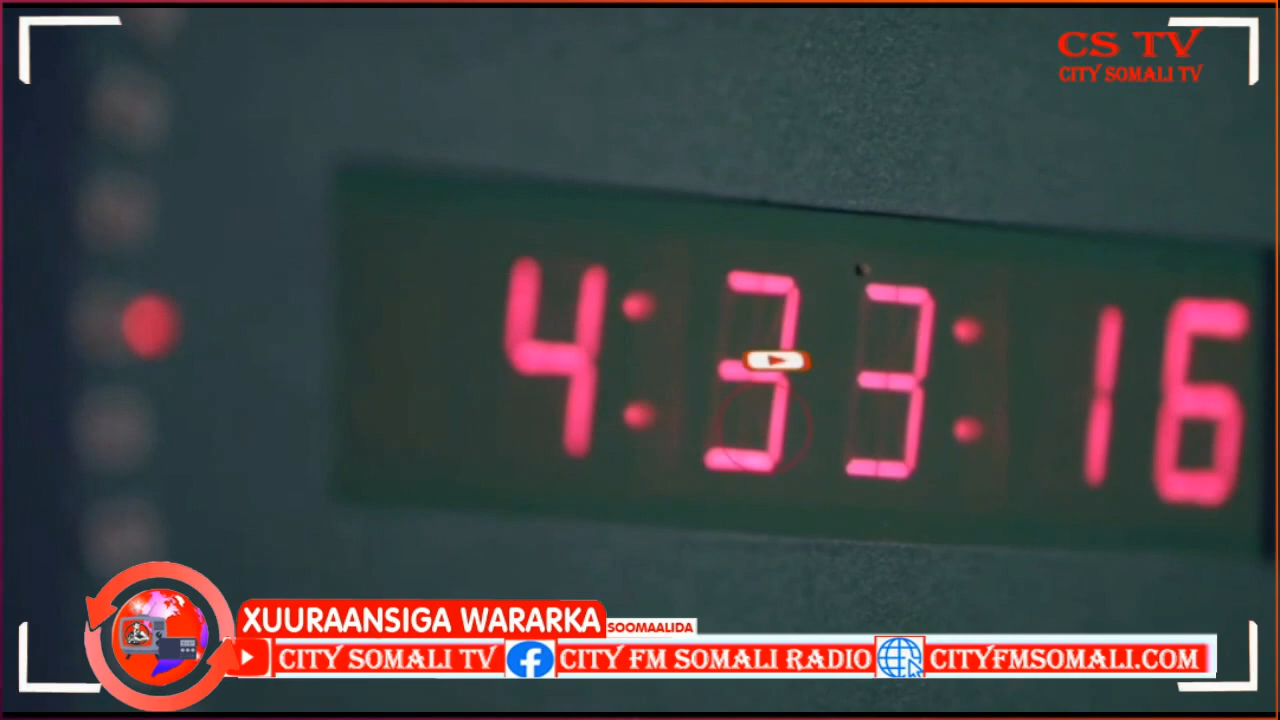 CS TV
CITY SOMALI TV
4:33:16
XUURAANSIGA WARARKA
SOOMAALIDA
CITY SOMALI TV CITY FM SOMALI RADIO CITYFMSOMALI.COM